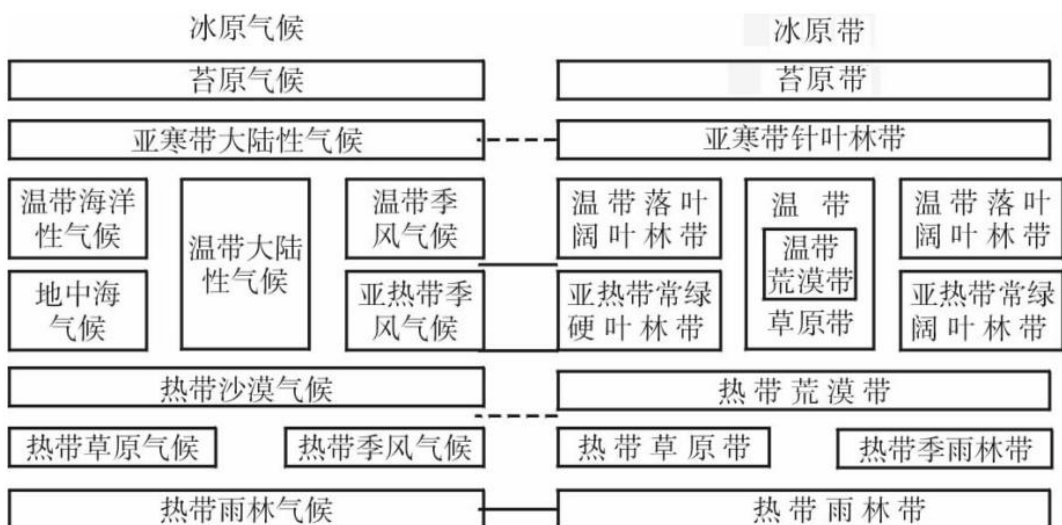 冰原气候
冰原带
苔原气候
苔原带
亚寒带大陆性气候
亚寒带针叶林带
温带海洋
性气候
温带大陆
性气候
温带季
风气候
温带落叶
阔叶林带
温带
温带
荒漠带
草原带
温带落叶
阔叶林带
地中海
气候
亚热带季
风气候
亚热带常绿
硬叶林带
亚热带常绿
阔叶林带
热带沙漠气候
热带荒漠带
热带草原气候
热带季风气候
热带草原带
热带季雨林带
热带雨林气候
热带雨林带